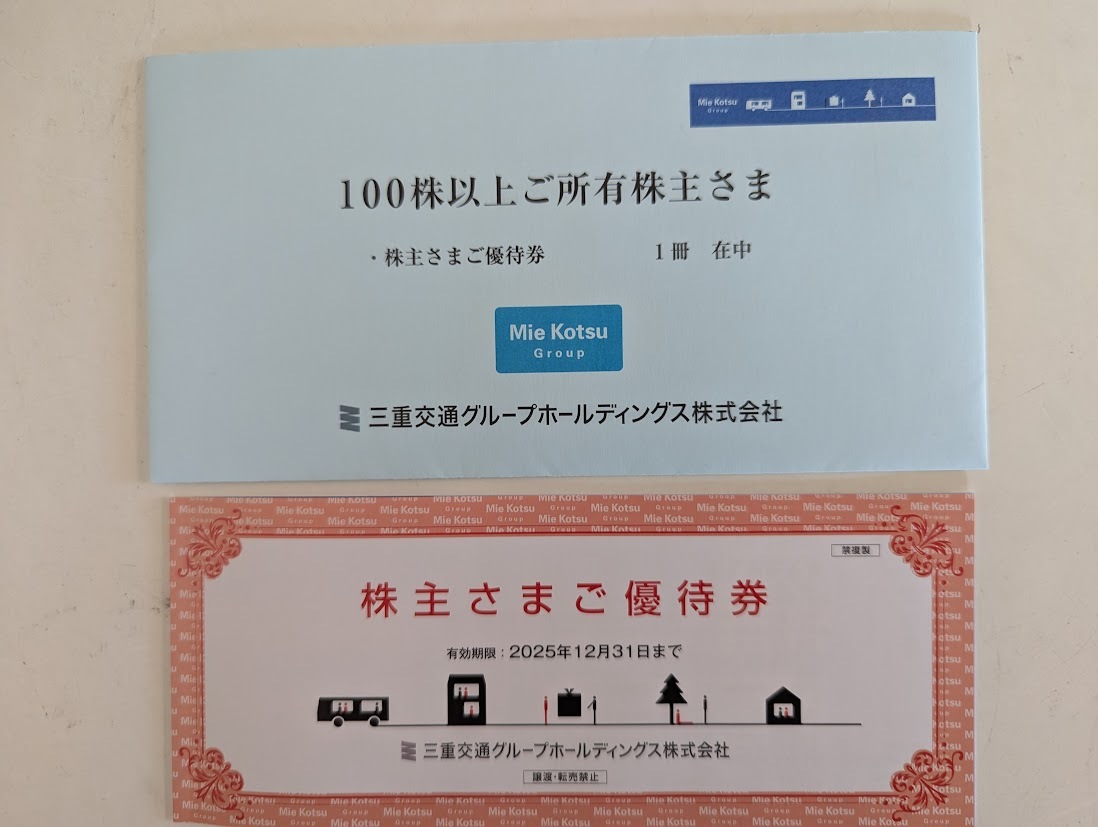 Mie Kotsu
Group
100株以上ご所有株主さま
・株主さまご優待券 1冊 在中
Mie Kotsu
Group
三重交通グループホールディングス株式会社
禁複製
株主さまご優待券
有効期限：2025年12月31日まで
三重交通グループホールディングス株式会社
譲渡・転売禁止